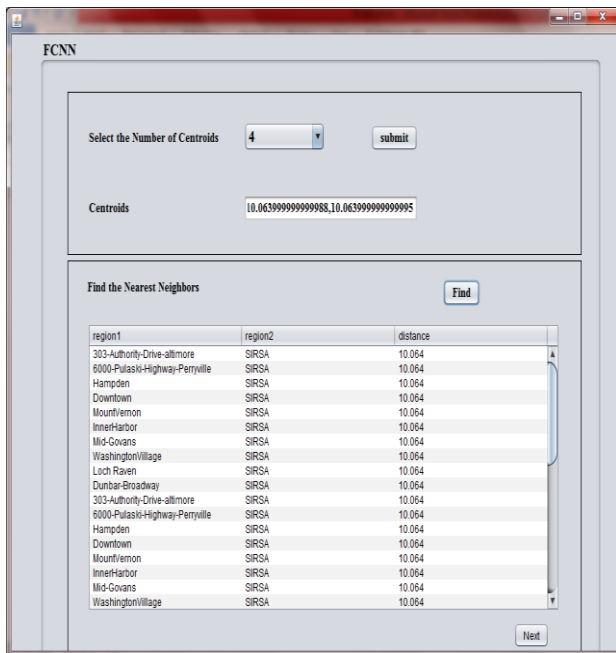 FCNN
Select the Number of Centroids 4 submit
Centroids 10.063999999999988,10.063999999999995
Find the Nearest Neighbors Find
region1 region2 distance
303-Authority-Drive-altimore SIRSA 10.064
6000-Pulaski-Highway-Perryville SIRSA 10.064
Hampden SIRSA 10.064
Downtown SIRSA 10.064
MountVernon SIRSA 10.064
InnerHarbor SIRSA 10.064
Mid-Govans SIRSA 10.064
WashingtonVillage SIRSA 10.064
Loch Raven SIRSA 10.064
Dunbar-Broadway SIRSA 10.064
303-Authority-Drive-altimore SIRSA 10.064
6000-Pulaski-Highway-Perryville SIRSA 10.064
Hampden SIRSA 10.064
Downtown SIRSA 10.064
MountVernon SIRSA 10.064
InnerHarbor SIRSA 10.064
Mid-Govans SIRSA 10.064
WashingtonVillage SIRSA 10.064
Next